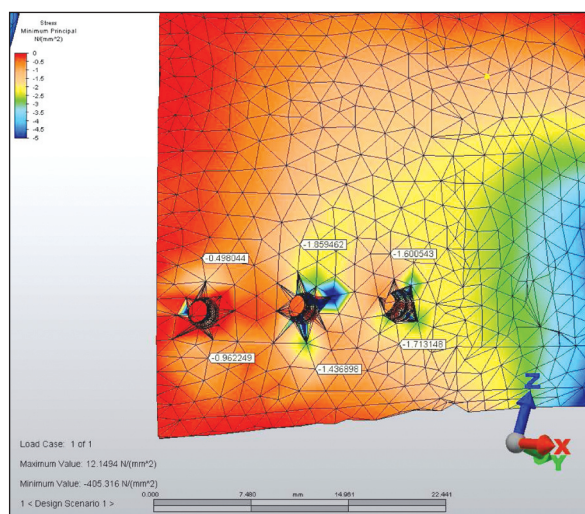 Stress
Minimum Principal
N/(mm^2)
0
-0.5
-1
-1.5
-2
-2.5
-3
-3.5
-4
-4.5
-5
-0.498044
-1.859462
-1.600543
-0.962249
-1.436898
-1.713148
Z
X
Y
Load Case: 1 of 1
Maximum Value: 12.1494 N/(mm^2)
Minimum Value: -405.316 N/(mm^2)
0.000 7.480 mm 14.961 22.441
1 < Design Scenario 1 >